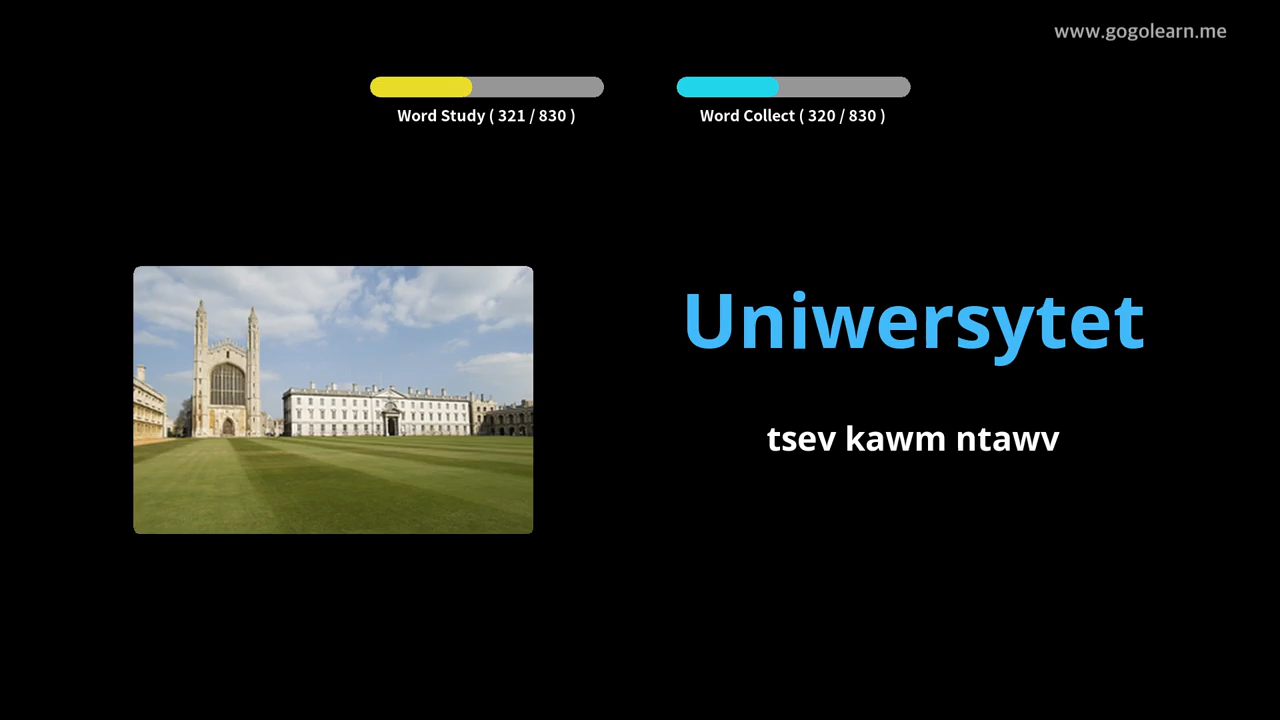 www.gogolearn.me
Word Study ( 321 / 830 )
Word Collect ( 320 / 830 )
Uniwersytet
tsev kawm ntawv